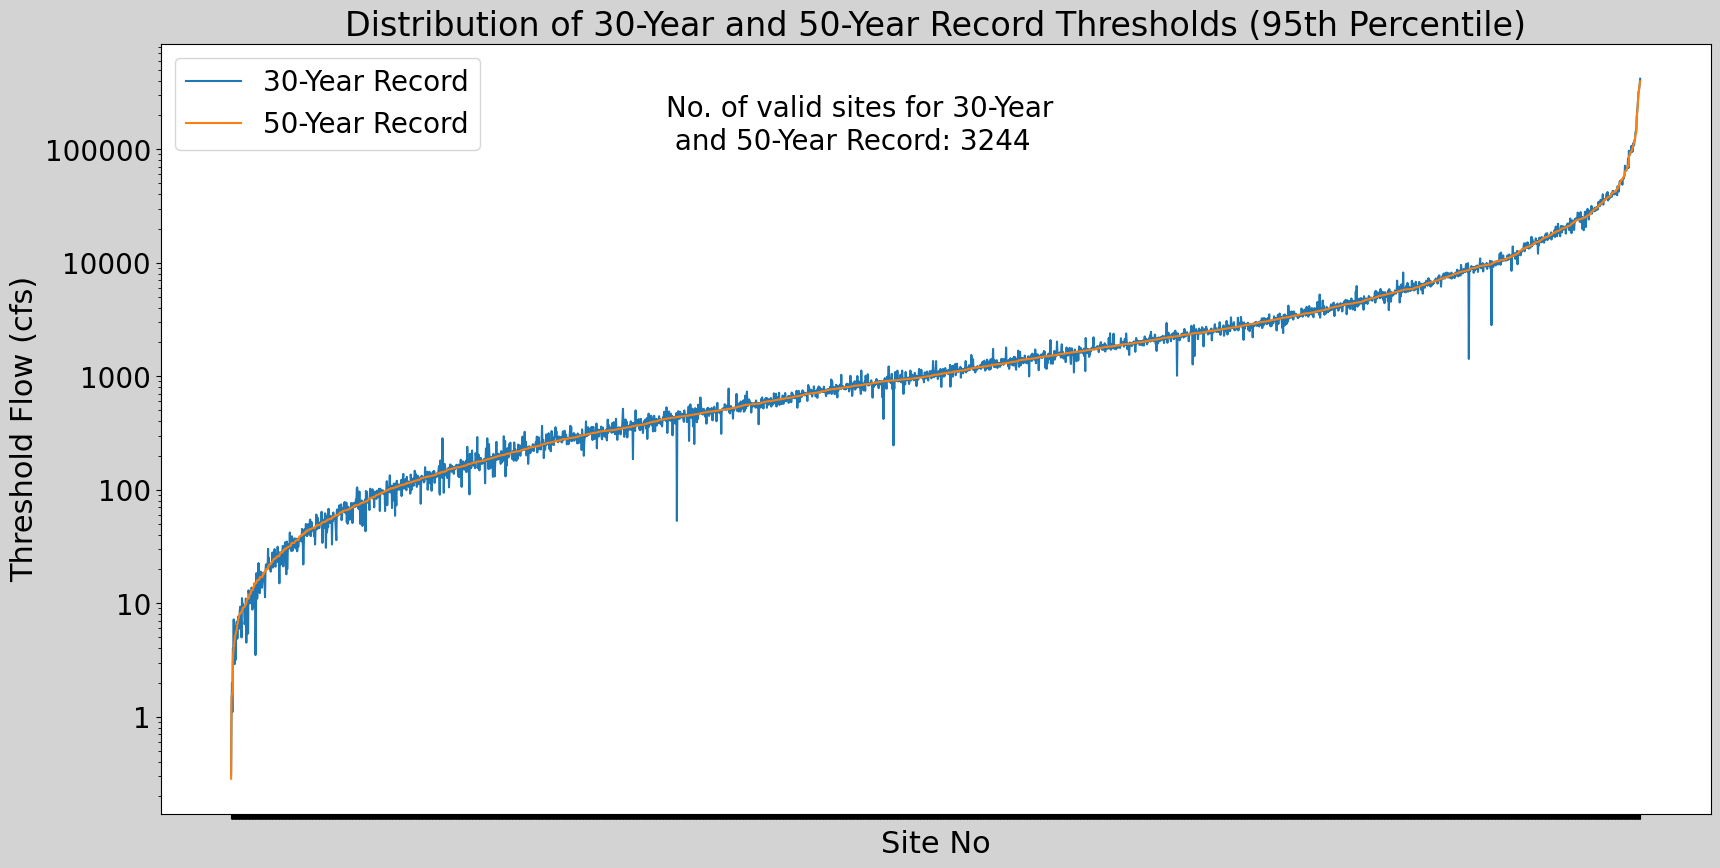 Distribution of 30-Year and 50-Year Record Thresholds (95th Percentile)
30-Year Record
50-Year Record
No. of valid sites for 30-Year
and 50-Year Record: 3244
Threshold Flow (cfs)
100000
10000
1000
100
10
1
Site No